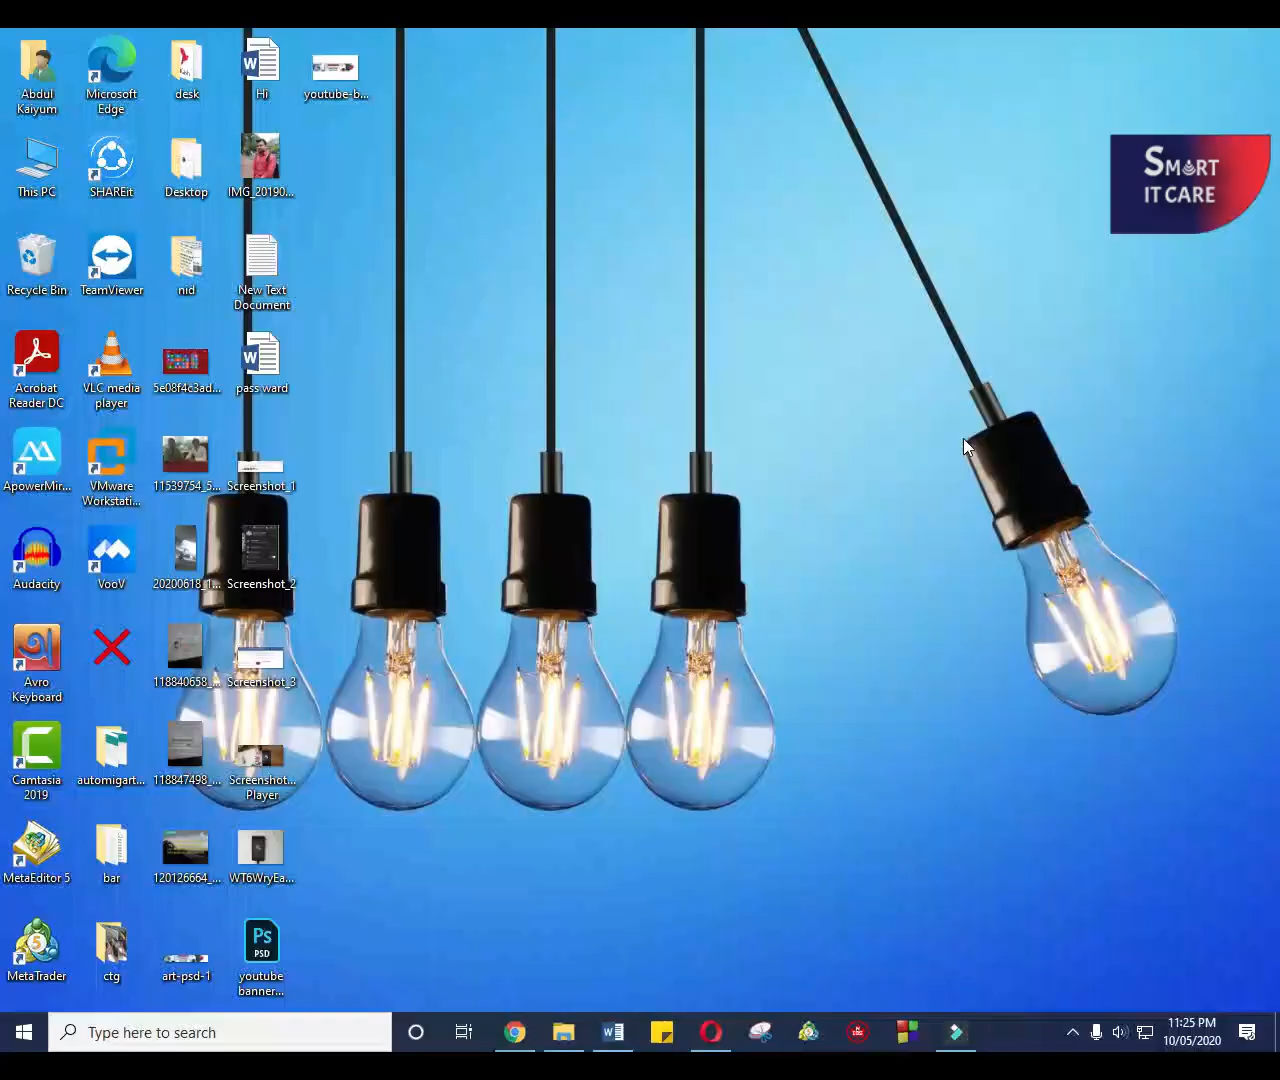 Abdul
Kaiyum
Microsoft
Edge
desk
Hi
youtube-b...
This PC
SHAREit
Desktop
IMG_20190...
SMART
IT CARE
Recycle Bin
TeamViewer
nid
New Text
Document
Acrobat
Reader DC
VLC media
player
5e08f4c3ad...
pass ward
ApowerMir...
VMware
Workstati...
11539754_5...
Screenshot_1
Audacity
VooV
20200618_1...
Screenshot_2
Avro
Keyboard
118840658_...
Screenshot_3
Camtasia
2019
automigart...
118847498_...
Screenshot...
Player
MetaEditor 5
bar
120126664_...
WT6WryEa...
Ps
PSD
MetaTrader
ctg
art-psd-1
youtube
banner...
Type here to search
11:25 PM
10/05/2020